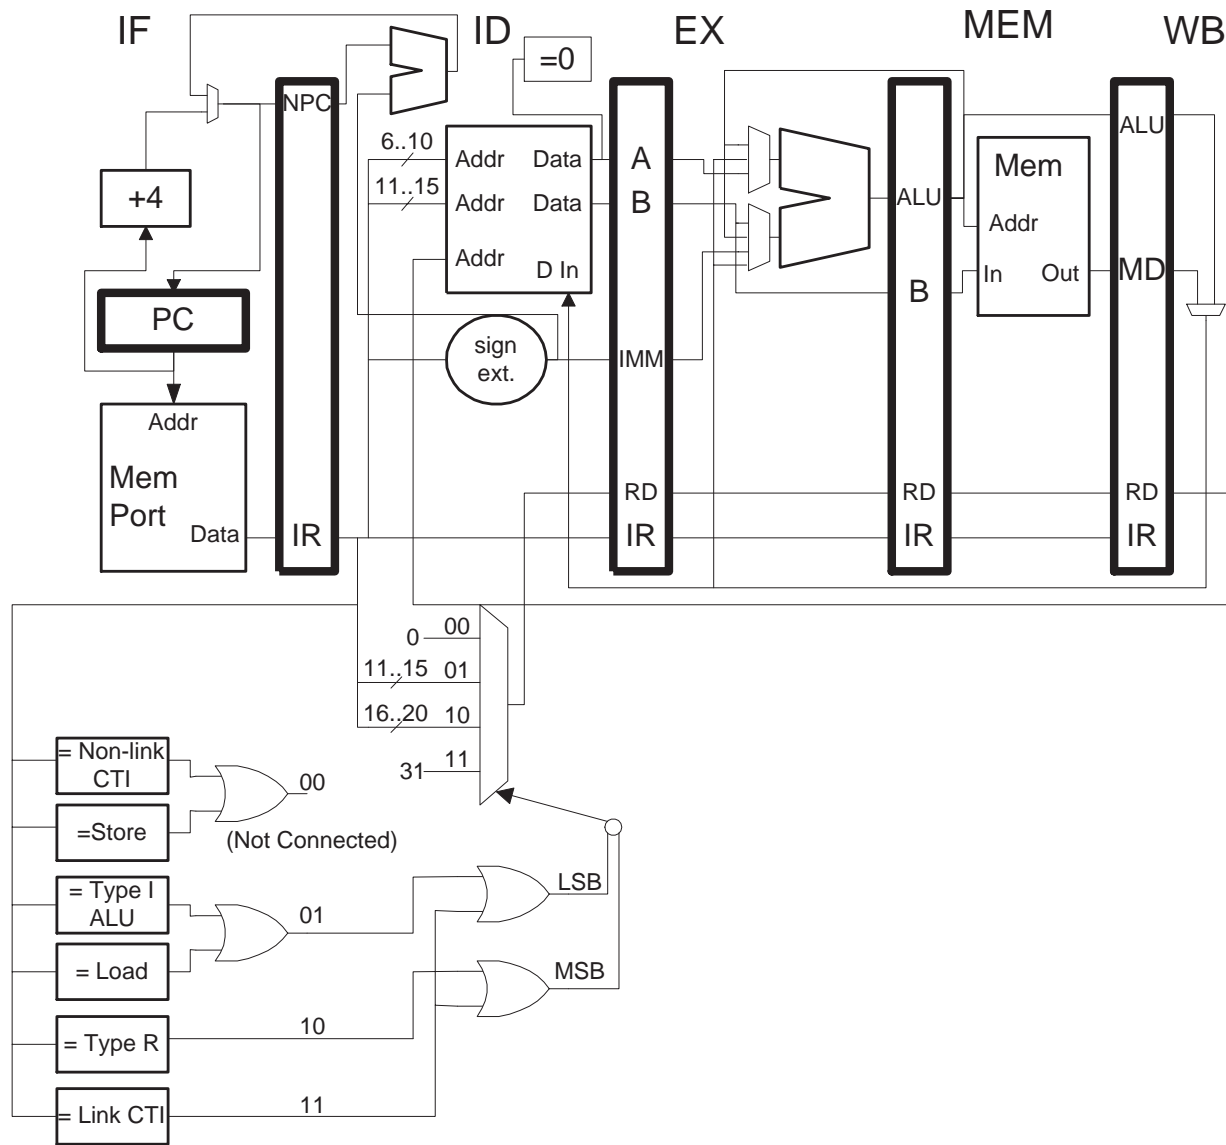 IF
ID
EX
MEM
WB
=0
NPC
6..10
11..15
Addr
Data
Addr
Data
Addr
D In
A
B
ALU
B
Mem
Addr
In
Out
ALU
MD
+4
PC
sign
ext.
IMM
Addr
Mem
Port
Data
IR
RD
IR
RD
IR
RD
IR
0
00
11..15
01
16..20
10
31
11
= Non-link
CTI
00
=Store
(Not Connected)
= Type I
ALU
01
= Load
LSB
MSB
= Type R
10
= Link CTI
11